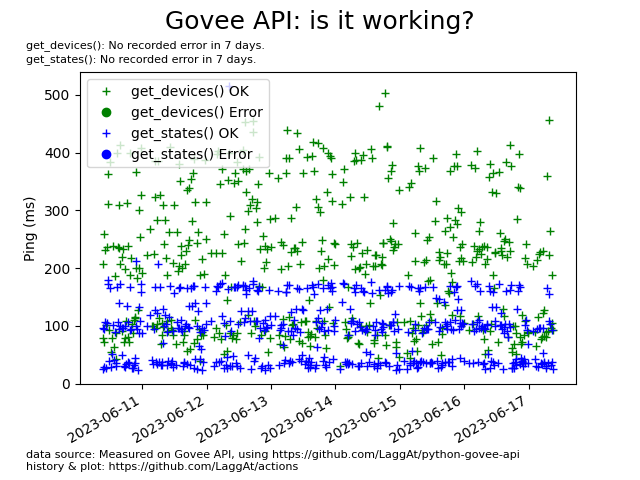 Govee API: is it working?
get_devices(): No recorded error in 7 days.
get_states(): No recorded error in 7 days.
get_devices() OK
get_devices() Error
get_states() OK
get_states() Error
Ping (ms)
500
400
300
200
100
0
2023-06-11
2023-06-12
2023-06-13
2023-06-14
2023-06-15
2023-06-16
2023-06-17
data source: Measured on Govee API, using https://github.com/LaggAt/python-govee-api
history & plot: https://github.com/LaggAt/actions